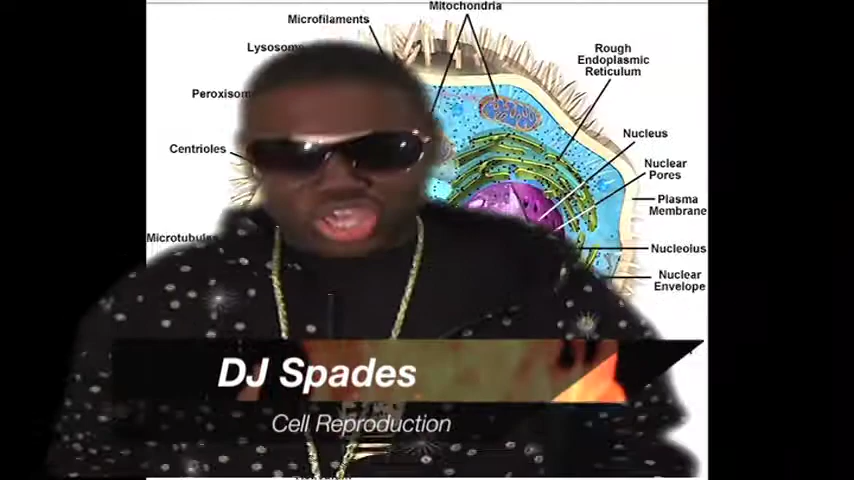 Mitochondria
Microfilaments
Lysosome
Rough
Endoplasmic
Reticulum
Peroxisom
Nucleus
Centrioles
Nuclear
Pores
Plasma
Membrane
Microtubul
Nucleolus
Nuclear
Envelope
DJ Spades
Cell Reproduction